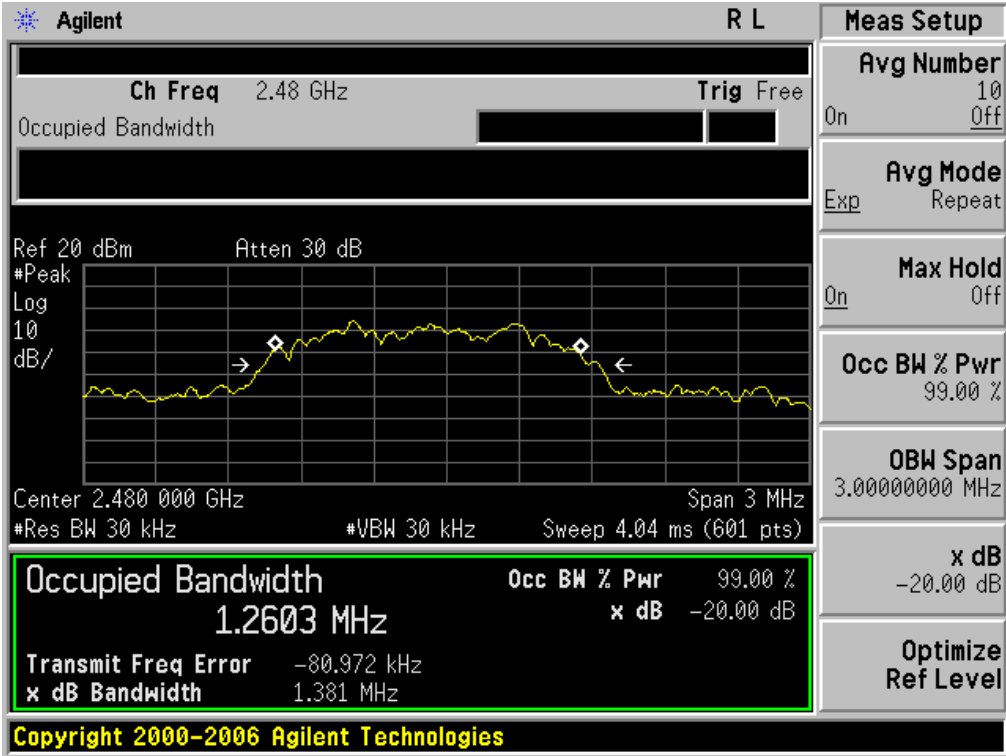 Agilent R L
Ch Freq 2.48 GHz Trig Free
Occupied Bandwidth
Ref 20 dBm Atten 30 dB
#Peak
Log
10
dB/
Center 2.480 000 GHz Span 3 MHz
#Res BW 30 kHz #VBW 30 kHz Sweep 4.04 ms (601 pts)
Occupied Bandwidth Occ BW % Pwr 99.00 %
1.2603 MHz x dB -20.00 dB
Transmit Freq Error -80.972 kHz
x dB Bandwidth 1.381 MHz
Copyright 2000-2006 Agilent Technologies
Meas Setup
Avg Number
10
On Off
Avg Mode
Exp Repeat
Max Hold
On Off
Occ BW % Pwr
99.00 %
OBW Span
3.00000000 MHz
x dB
-20.00 dB
Optimize
Ref Level